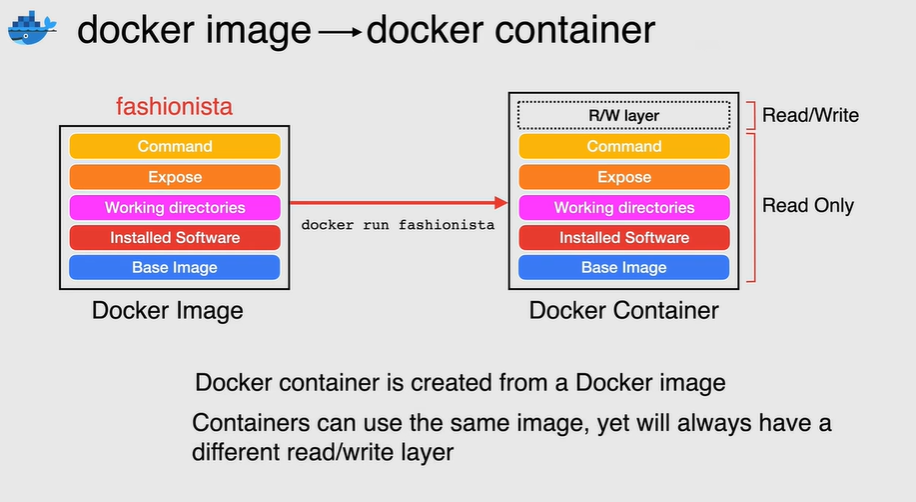 docker image → docker container
fashionista
Command
Expose
Working directories
Installed Software
Base Image
Docker Image
docker run fashionista
R/W layer
Command
Expose
Working directories
Installed Software
Base Image
Docker Container
Read/Write
Read Only
Docker container is created from a Docker image
Containers can use the same image, yet will always have a
different read/write layer